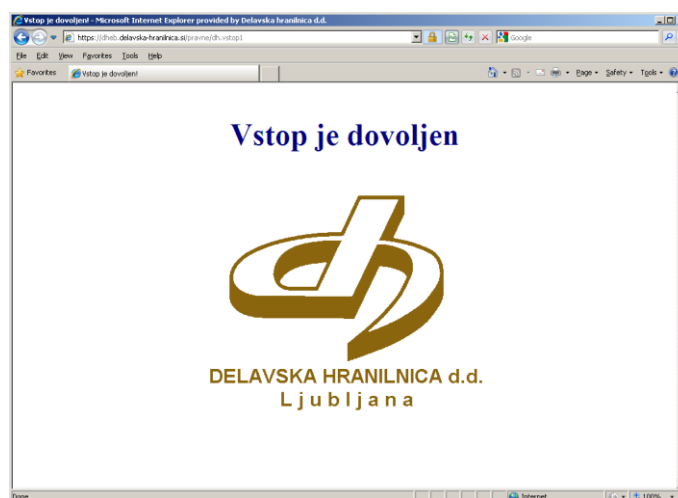 Vstop je dovoljen! - Microsoft Internet Explorer provided by Delavska hranilnica d.d.
https://dheb.delavska-hranilnica.si/pravne/dh.vstop1
Google
File Edit View Favorites Tools Help
Favorites Vstop je dovoljen! Page Safety Tools
Vstop je dovoljen
DELAVSKA HRANILNICA d.d.
Ljubljana
Done Internet 100%